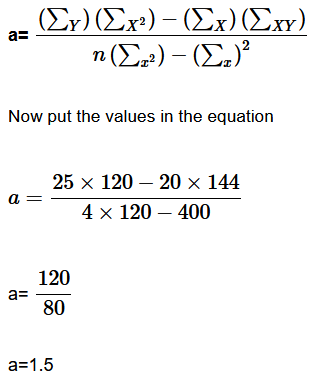 a= (∑Y)(∑X²) − (∑X)(∑XY) / n(∑x²) − (∑x)²
Now put the values in the equation
a = 25 × 120 − 20 × 144 / 4 × 120 − 400
a= 120 / 80
a=1.5